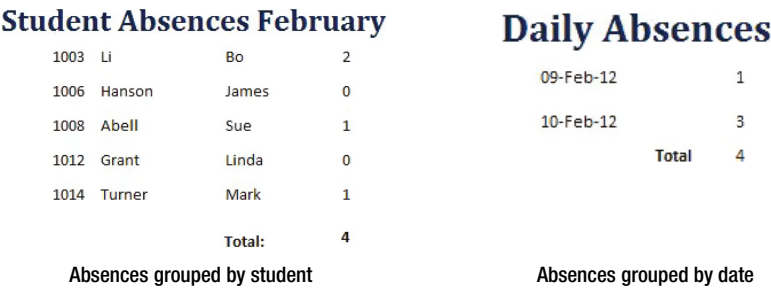 Student Absences February
1003 Li Bo 2
1006 Hanson James 0
1008 Abell Sue 1
1012 Grant Linda 0
1014 Turner Mark 1
Total: 4
Absences grouped by student
Daily Absences
09-Feb-12 1
10-Feb-12 3
Total 4
Absences grouped by date